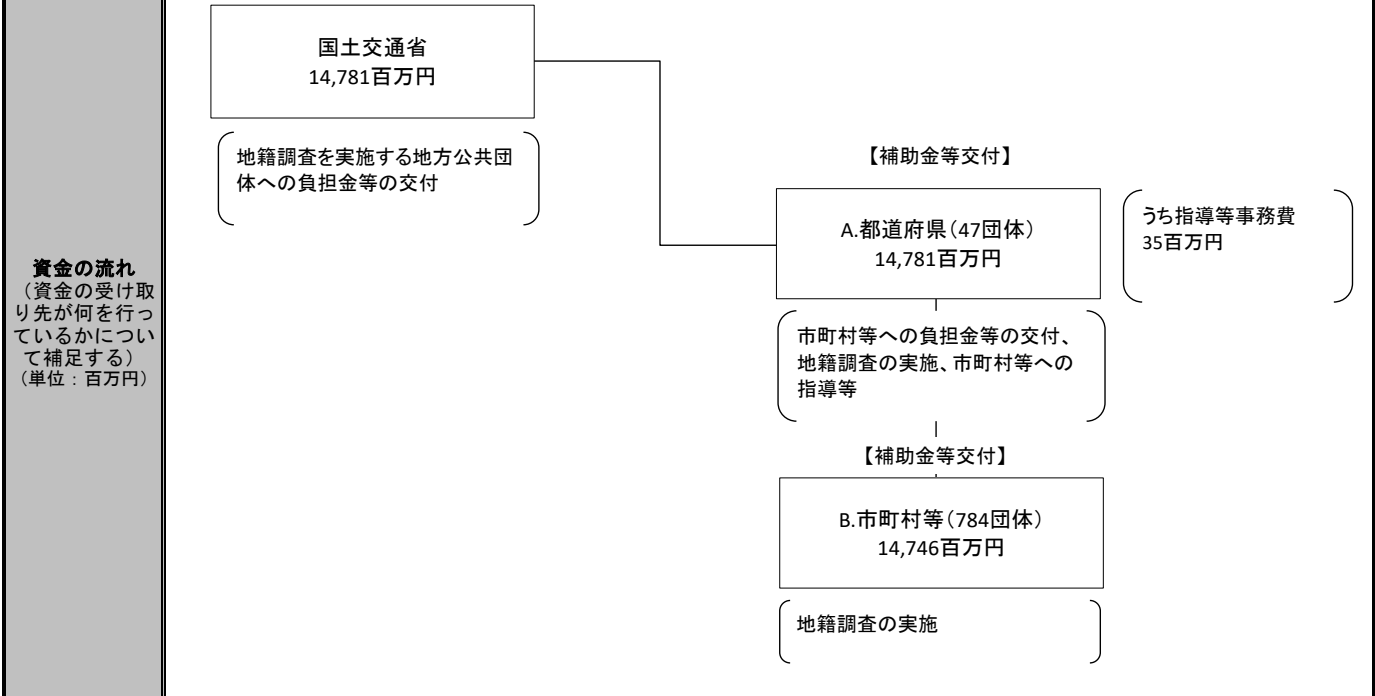 資金の流れ
（資金の受け取
り先が何を行っ
ているかについ
て補足する）
（単位：百万円）
国土交通省
14,781百万円
地籍調査を実施する地方公共団
体への負担金等の交付
【補助金等交付】
A.都道府県（47団体）
14,781百万円
うち指導等事務費
35百万円
市町村等への負担金等の交付、
地籍調査の実施、市町村等への
指導等
【補助金等交付】
B.市町村等（784団体）
14,746百万円
地籍調査の実施